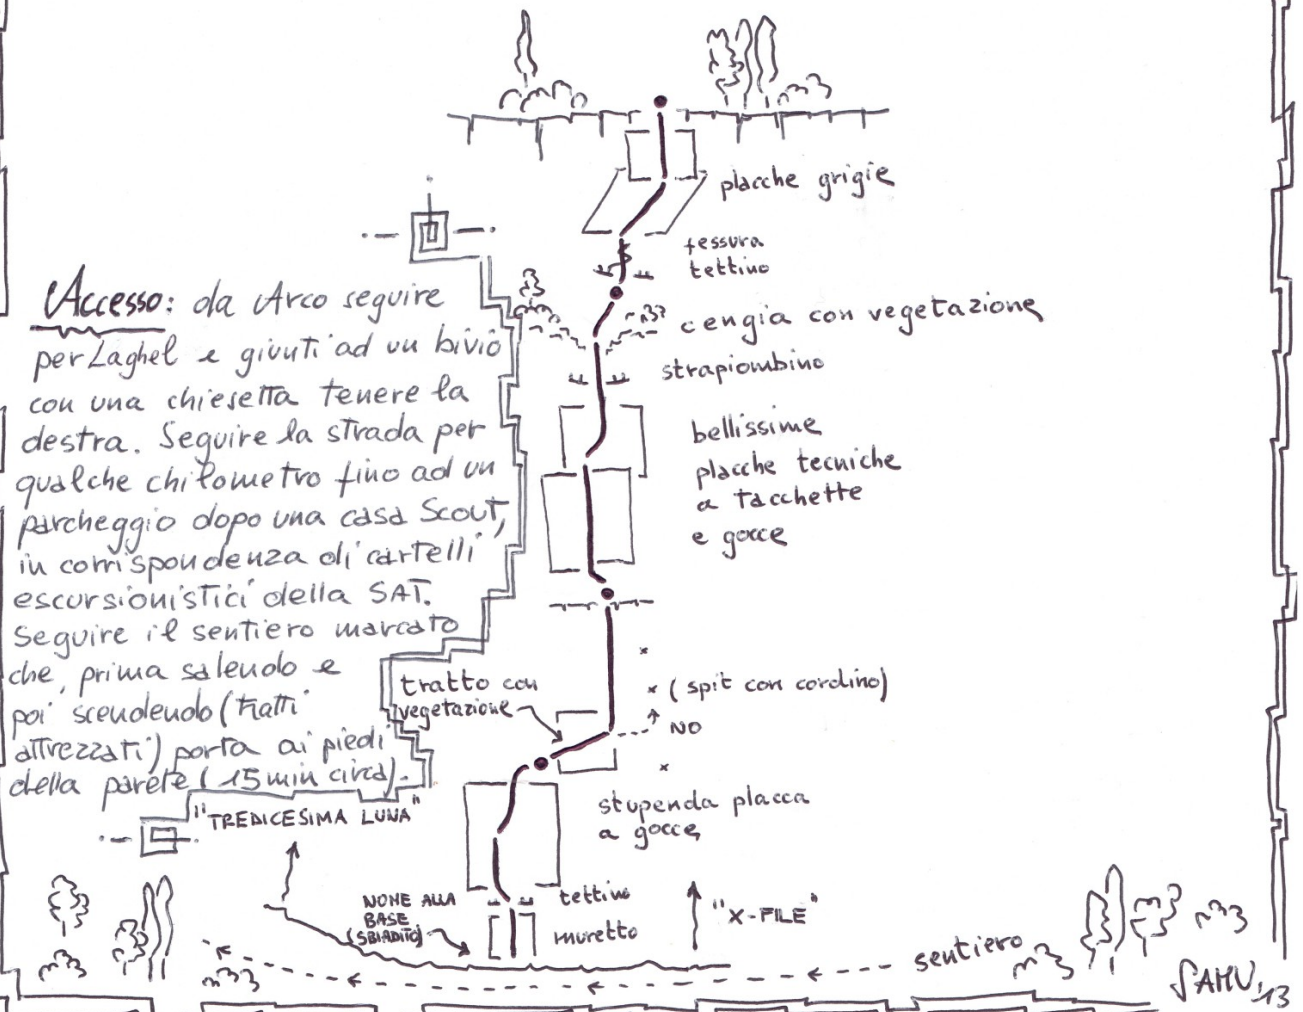 placche grigie
fessura
tettino
cengia con vegetazione
strapiombino
bellissime
placche tecniche
a tacchette
e gocce
Accesso: da Arco seguire
per Laghel e giunti ad un bivio
con una chiesetta tenere la
destra. Seguire la strada per
qualche chilometro fino ad un
parcheggio dopo una casa Scout,
in corrispondenza di cartelli
escursionistici della SAT.
Seguire il sentiero marcato
che, prima salendo e
poi scendendo (tratti
attrezzati) porta ai piedi
della parete (15 min circa).
tratto con
vegetazione
(spit con cordino)
NO
stupenda placca
a gocce
"TREDICESIMA LUNA"
NONE ALLA
BASE
(SBIADITO)
tettino
muretto
"X-FILE"
sentiero
SAMU,'13